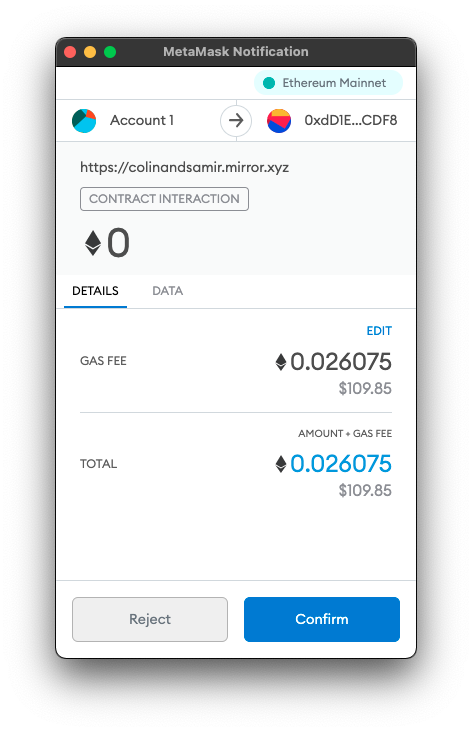 MetaMask Notification
Ethereum Mainnet
Account 1
0xdD1E...CDF8
https://colinandsamir.mirror.xyz
CONTRACT INTERACTION
0
DETAILS DATA
EDIT
GAS FEE 0.026075
$109.85
AMOUNT + GAS FEE
TOTAL 0.026075
$109.85
Reject Confirm